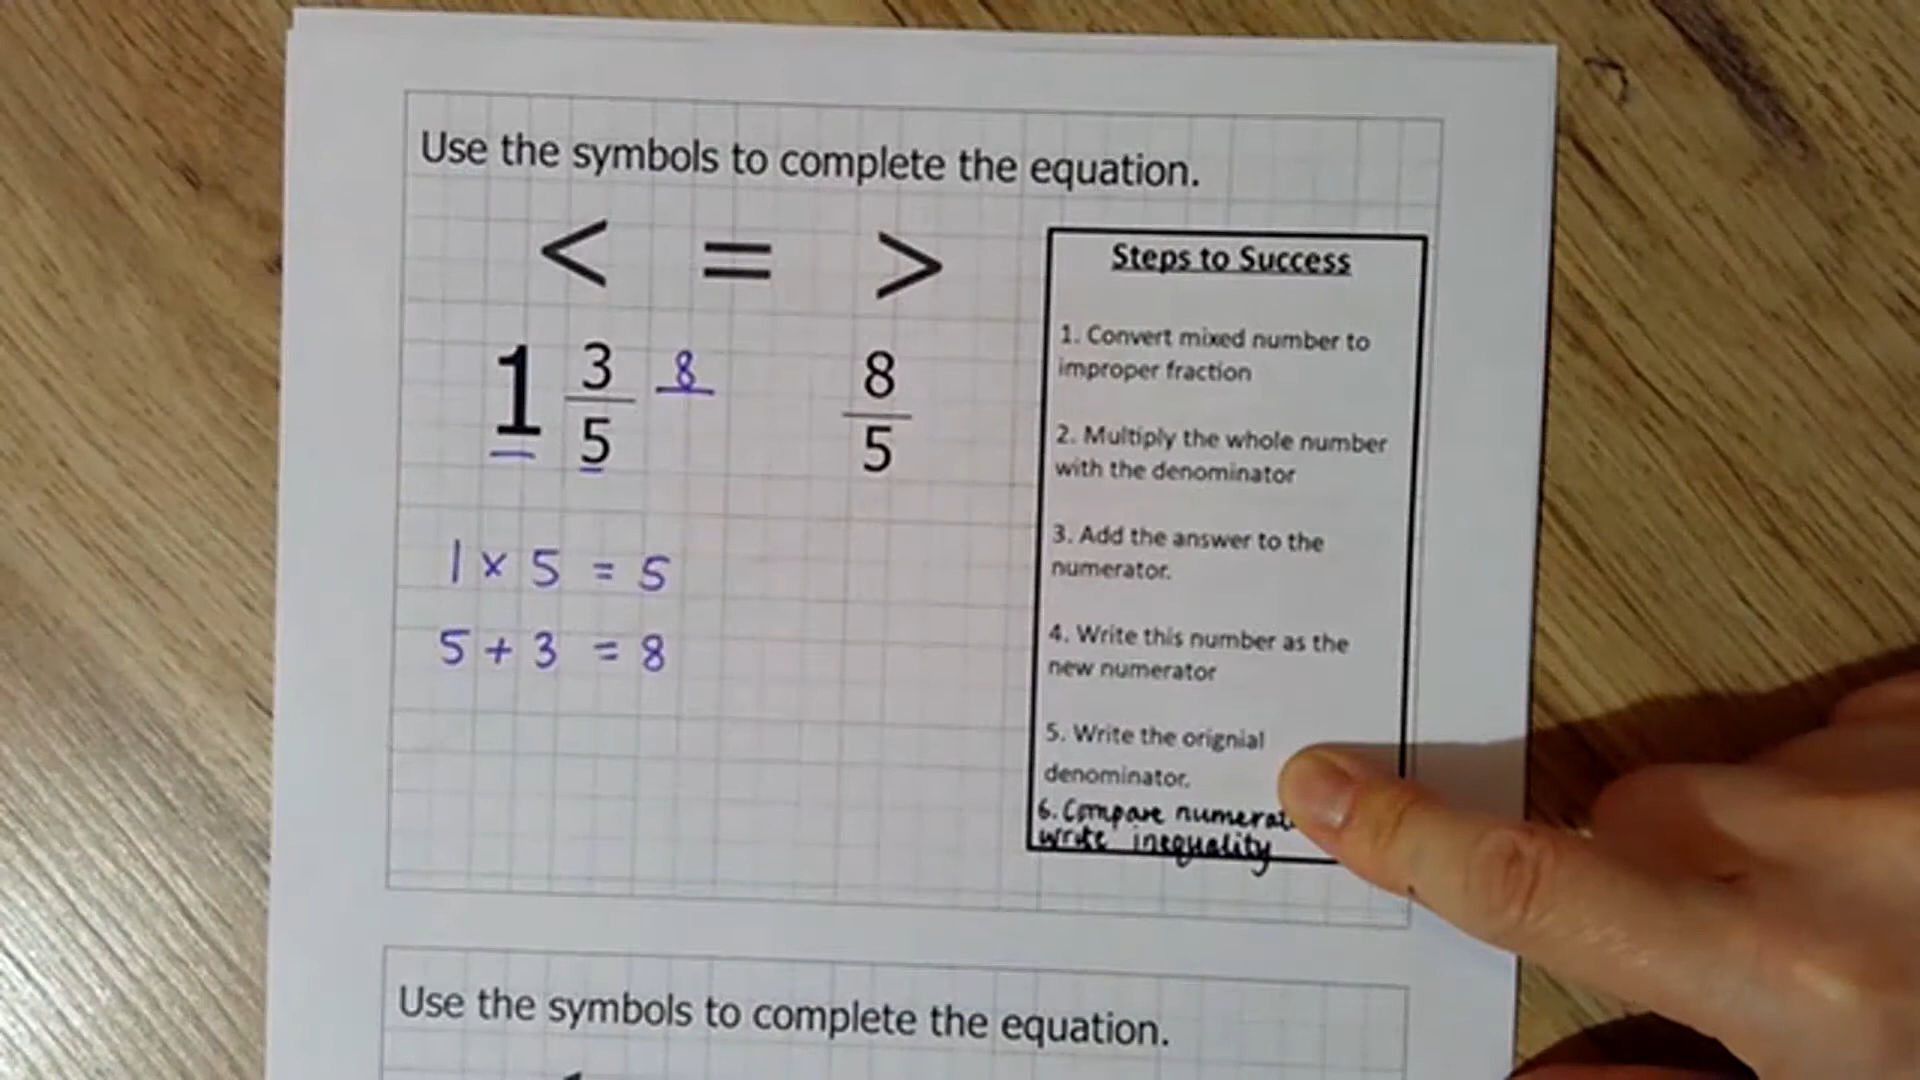 Use the symbols to complete the equation.
< = >
1 3/5 8/ 8/5
1 x 5 = 5
5 + 3 = 8
Steps to Success
1. Convert mixed number to
improper fraction
2. Multiply the whole number
with the denominator
3. Add the answer to the
numerator.
4. Write this number as the
new numerator
5. Write the orignial
denominator.
6. Compare
write inequality
Use the symbols to complete the equation.